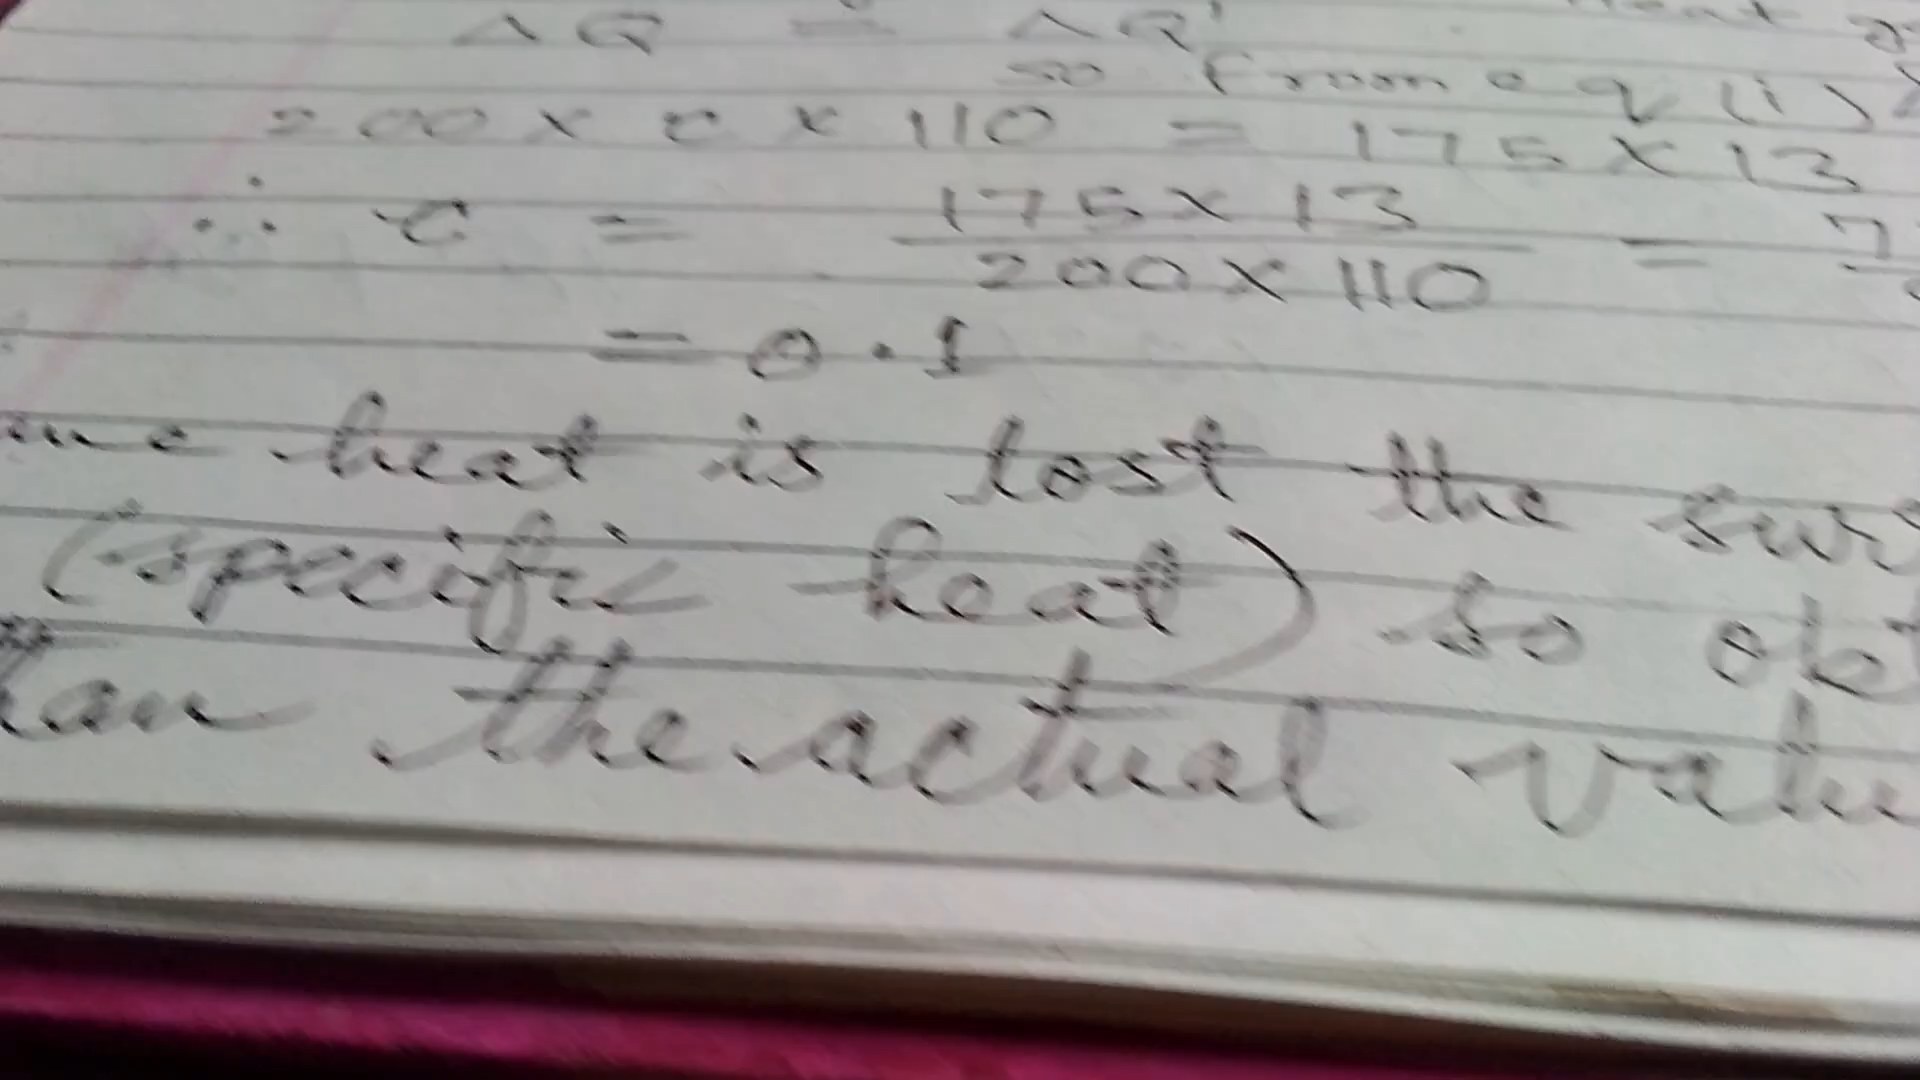 ΔQ = ΔQ'
so from eq (i)
200 × c × 110 = 175 × 13
∴ c = 175 × 13 / 200 × 110 = 7
= 0.1
heat is lost the
(specific heat) so
the actual